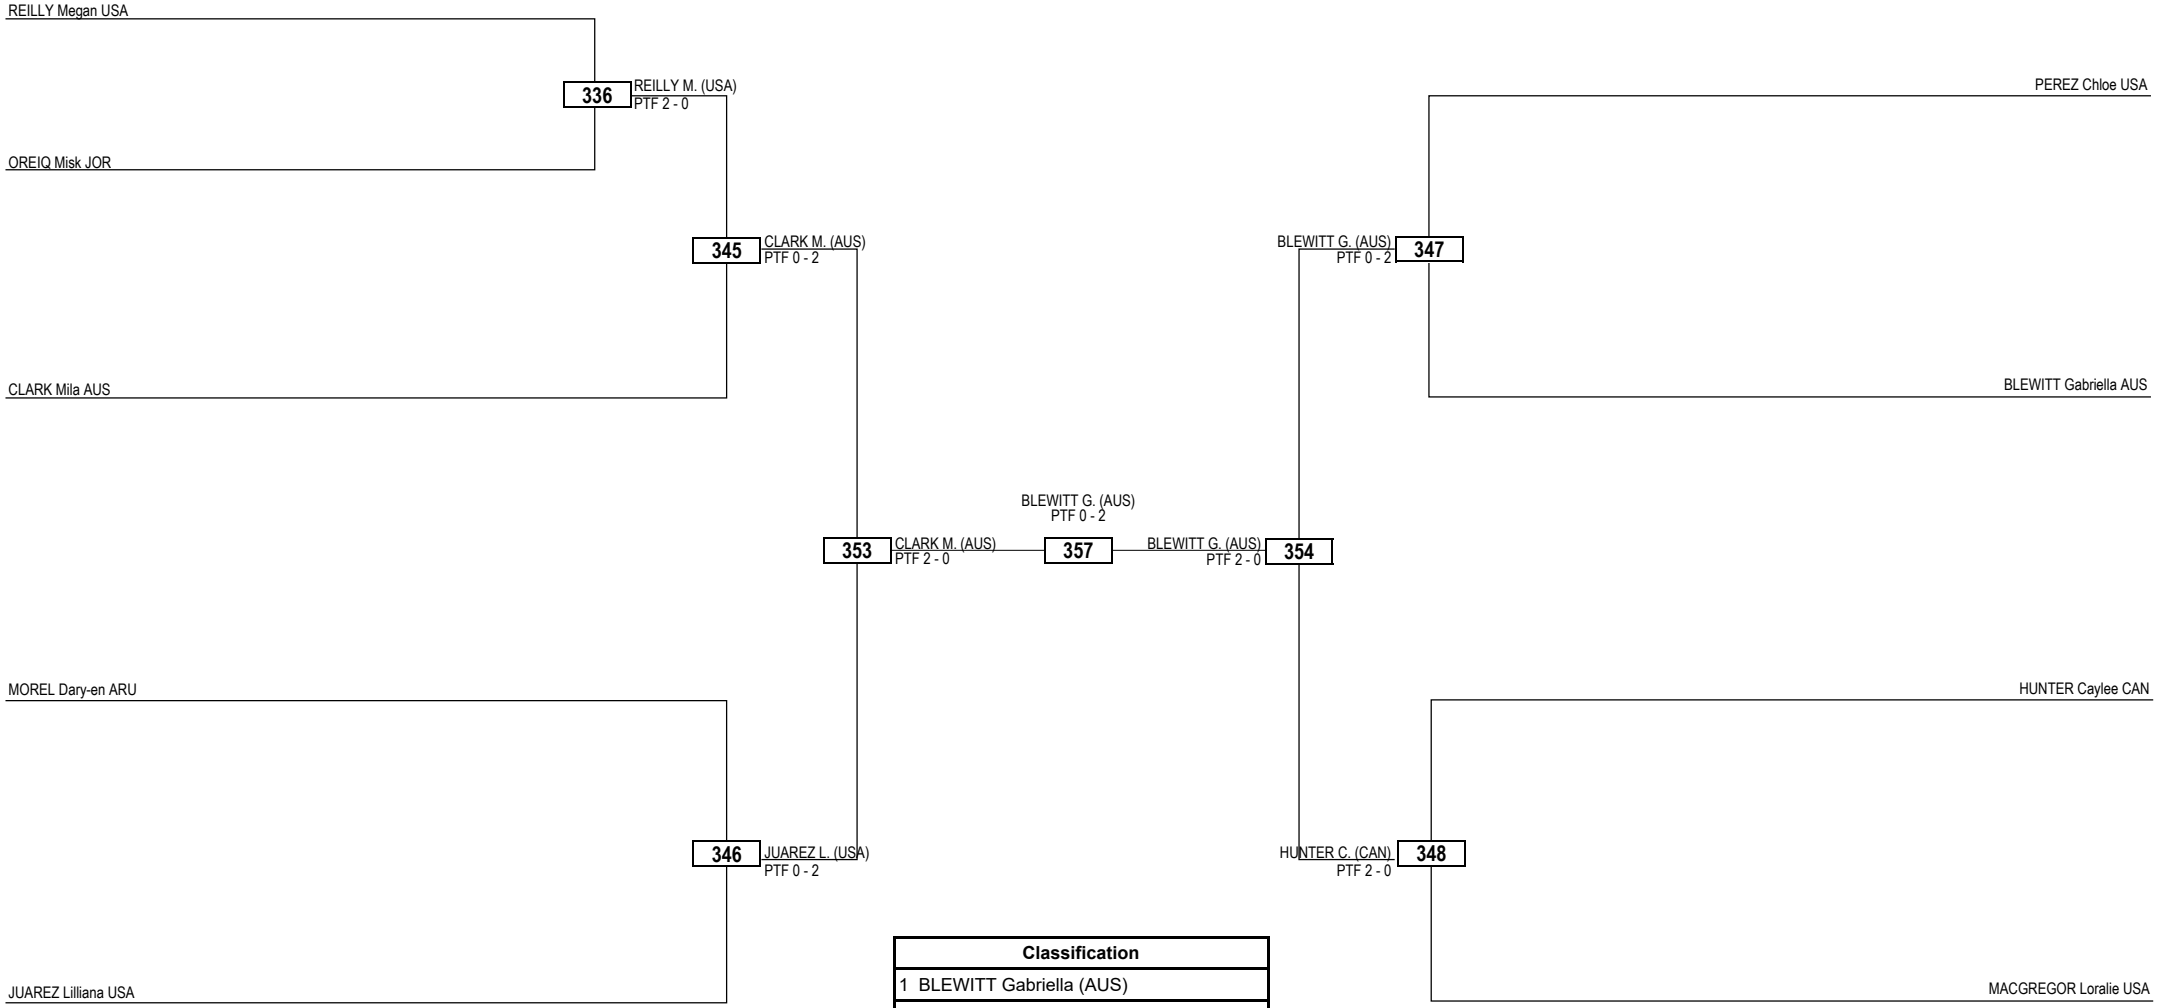 REILLY Megan USA
336
REILLY M. (USA)
PTF 2 - 0
OREIQ Misk JOR
345
CLARK M. (AUS)
PTF 0 - 2
CLARK Mila AUS
353
CLARK M. (AUS)
PTF 2 - 0
MOREL Dary-en ARU
346
JUAREZ L. (USA)
PTF 0 - 2
JUAREZ Lilliana USA
BLEWITT G. (AUS)
PTF 0 - 2
357
PEREZ Chloe USA
BLEWITT G. (AUS)
PTF 0 - 2
347
BLEWITT Gabriella AUS
BLEWITT G. (AUS)
PTF 2 - 0
354
HUNTER Caylee CAN
HUNTER C. (CAN)
PTF 2 - 0
348
MACGREGOR Loralie USA
Classification
1 BLEWITT Gabriella (AUS)